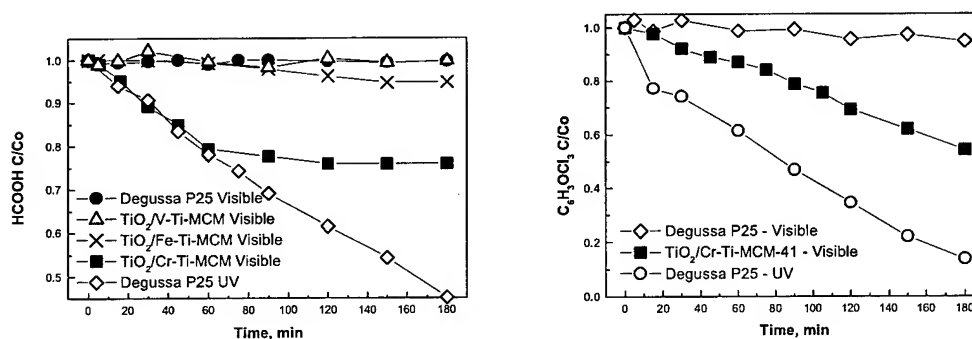 HCOOH C/Co
1.0
0.9
0.8
0.7
0.6
0.5
Degussa P25 Visible
TiO₂/V-Ti-MCM Visible
TiO₂/Fe-Ti-MCM Visible
TiO₂/Cr-Ti-MCM Visible
Degussa P25 UV
0 20 40 60 80 100 120 140 160 180
Time, min
C₆H₃OCl₃ C/Co
1.0
0.8
0.6
0.4
0.2
0.0
Degussa P25 - Visible
TiO₂/Cr-Ti-MCM-41 - Visible
Degussa P25 - UV
0 20 40 60 80 100 120 140 160 180
Time, min